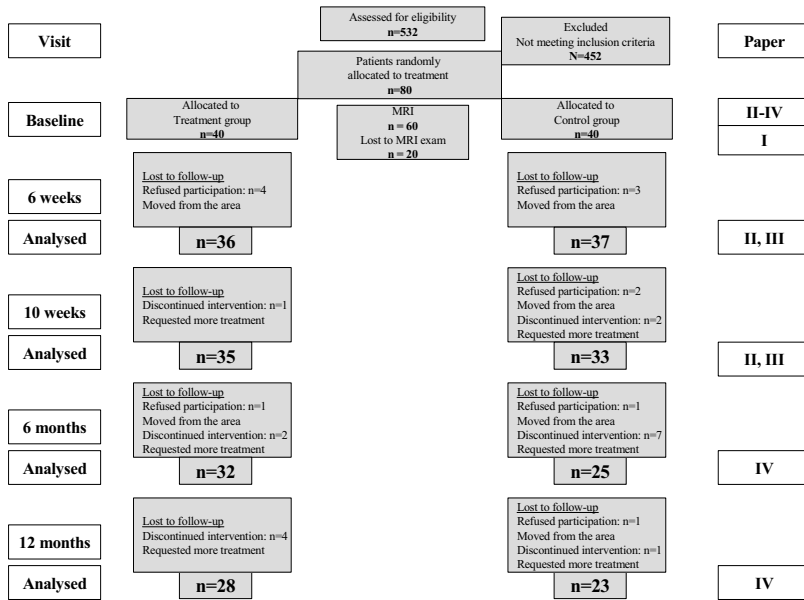 Visit
Assessed for eligibility
n=532
Excluded
Not meeting inclusion criteria
N=452
Paper
Patients randomly
allocated to treatment
n=80
Baseline
Allocated to
Treatment group
n=40
MRI
n = 60
Lost to MRI exam
n = 20
Allocated to
Control group
n=40
II-IV
I
6 weeks
Lost to follow-up
Refused participation: n=4
Moved from the area
Lost to follow-up
Refused participation: n=3
Moved from the area
Analysed
n=36
n=37
II, III
10 weeks
Lost to follow-up
Discontinued intervention: n=1
Requested more treatment
Lost to follow-up
Refused participation: n=2
Moved from the area
Discontinued intervention: n=2
Requested more treatment
Analysed
n=35
n=33
II, III
6 months
Lost to follow-up
Refused participation: n=1
Moved from the area
Discontinued intervention: n=2
Requested more treatment
Lost to follow-up
Refused participation: n=1
Moved from the area
Discontinued intervention: n=7
Requested more treatment
Analysed
n=32
n=25
IV
12 months
Lost to follow-up
Discontinued intervention: n=4
Requested more treatment
Lost to follow-up
Refused participation: n=1
Moved from the area
Discontinued intervention: n=1
Requested more treatment
Analysed
n=28
n=23
IV